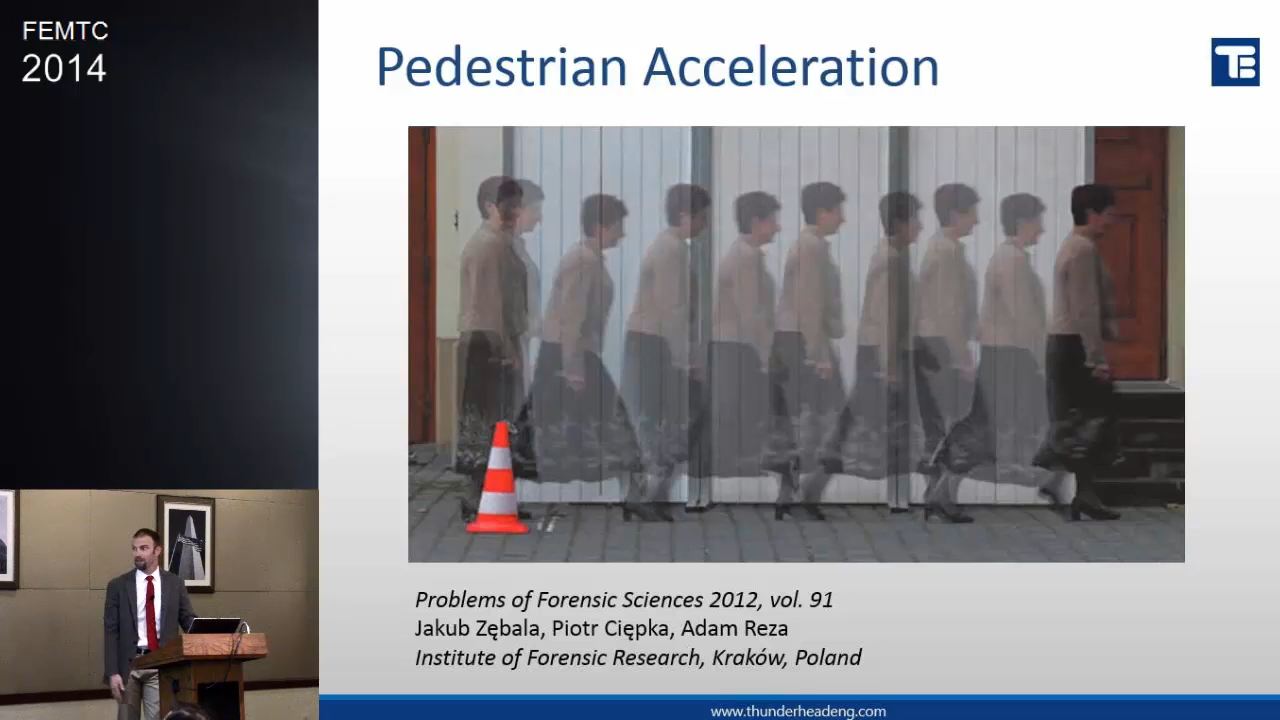 FEMTC
2014
Pedestrian Acceleration
TE
Problems of Forensic Sciences 2012, vol. 91
Jakub Zębala, Piotr Ciępka, Adam Reza
Institute of Forensic Research, Kraków, Poland
www.thunderheadeng.com